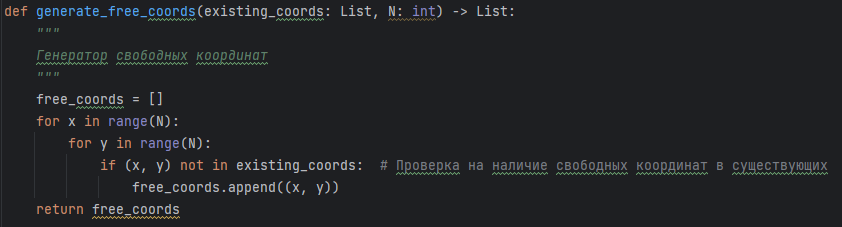 def generate_free_coords(existing_coords: List, N: int) -> List:
    """
    Генератор свободных координат
    """
    free_coords = []
    for x in range(N):
        for y in range(N):
            if (x, y) not in existing_coords:  # Проверка на наличие свободных координат в существующих
                free_coords.append((x, y))
    return free_coords